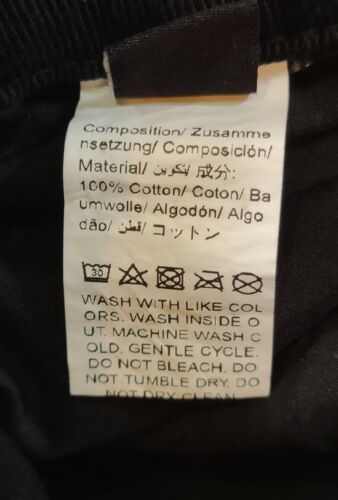 Composition/ Zusamme
nsetzung/ Composición/
Material/ تكوين/ 成分:
100% Cotton/ Coton/ Ba
umwolle/ Algodón/ Algo
dão/ قطن/ コットン
30
WASH WITH LIKE COL
ORS. WASH INSIDE O
UT. MACHINE WASH C
OLD. GENTLE CYCLE.
DO NOT BLEACH. DO
NOT TUMBLE DRY. DO
NOT DRY CLEAN